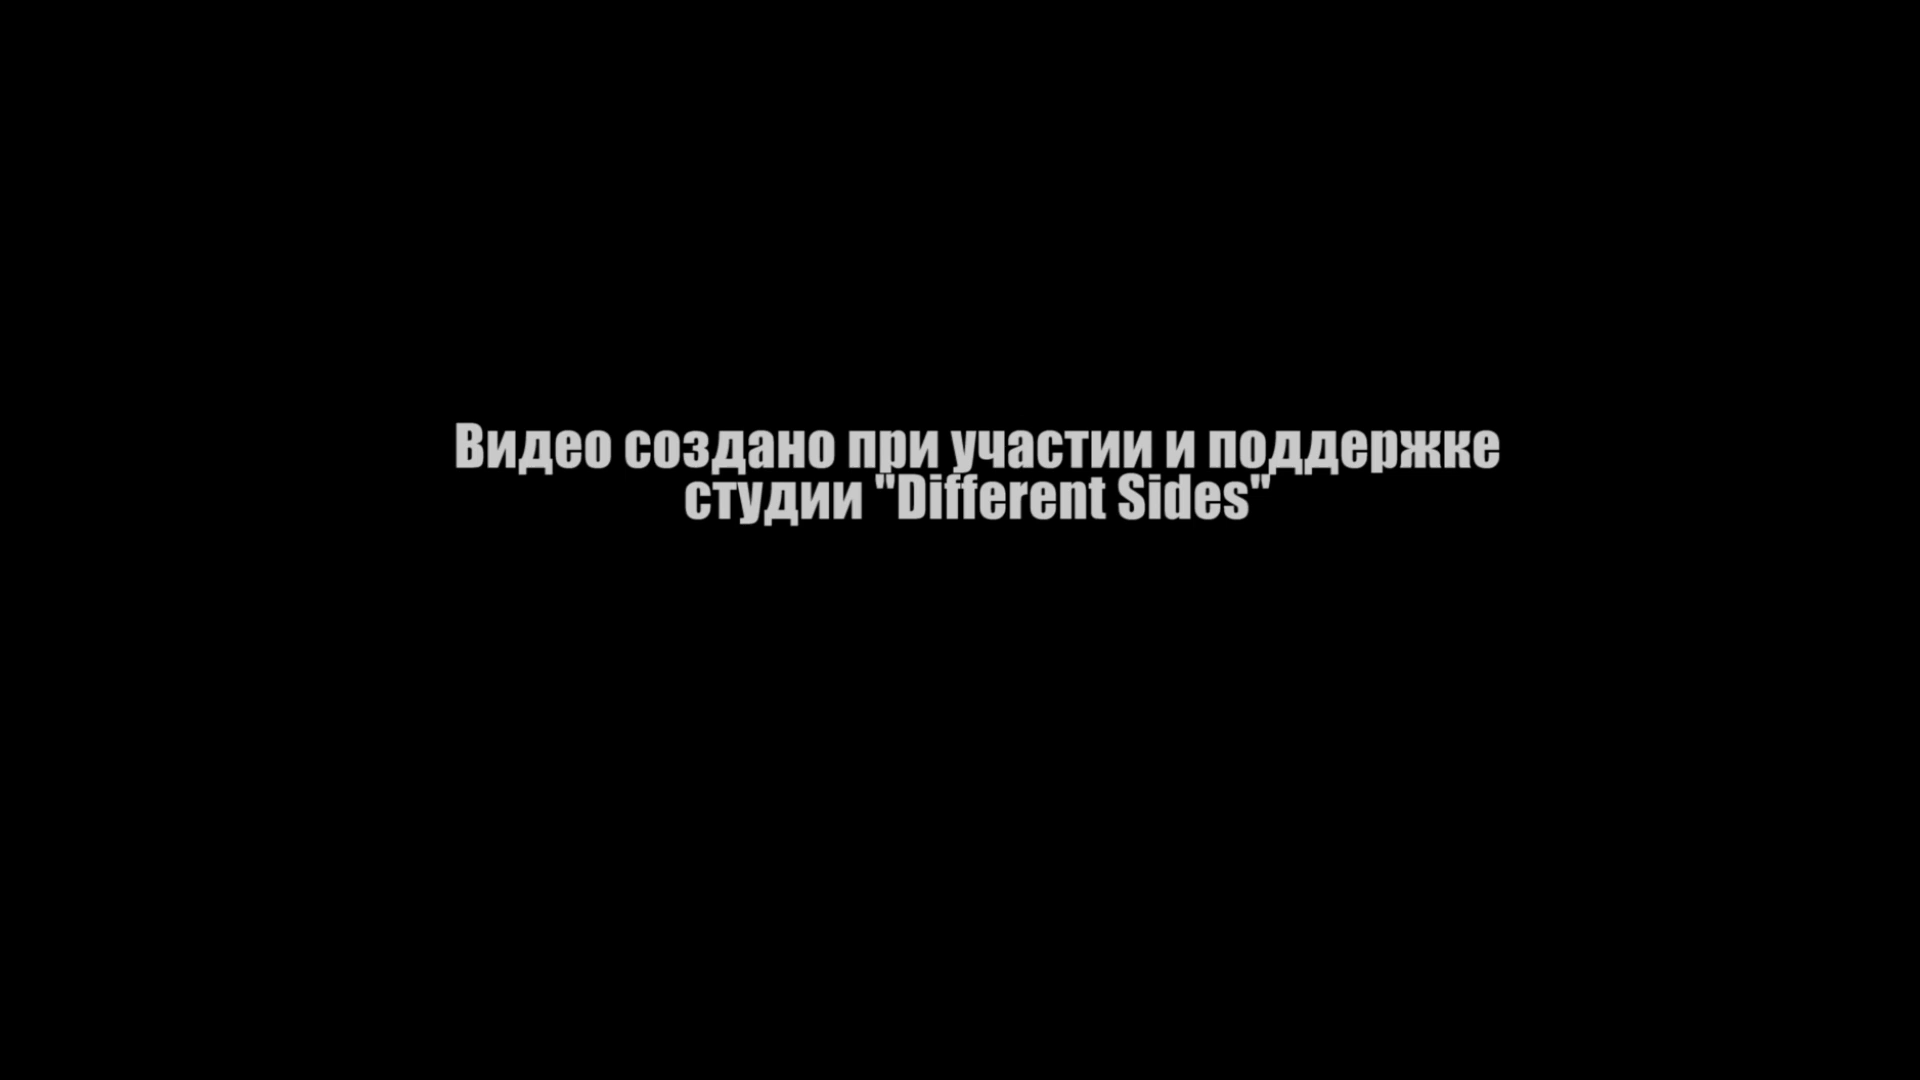 Видео создано при участии и поддержке
студии "Different Sides"